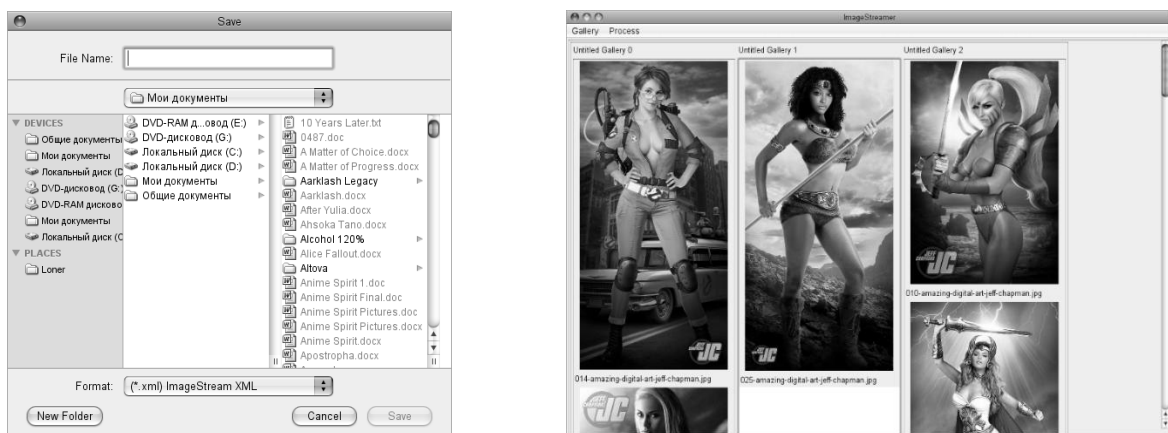 Save
File Name:
Мои документы
DEVICES
Общие документы
Мои документы
Локальный диск (D
DVD-дисковод (G:)
DVD-RAM дисково
Мои документы
Локальный диск (C
PLACES
Loner
DVD-RAM д...овод (E:)
DVD-дисковод (G:)
Локальный диск (C:)
Локальный диск (D:)
Мои документы
Общие документы
10 Years Later.txt
0487.doc
A Matter of Choice.docx
A Matter of Progress.docx
Aarklash Legacy
Aarklash.docx
After Yulia.docx
Ahsoka Tano.docx
Alcohol 120%
Alice Fallout.docx
Altova
Anime Spirit 1.doc
Anime Spirit Final.doc
Anime Spirit Pictures.doc
Anime Spirit Pictures.docx
Anime Spirit.docx
Apostropha.docx
Format:
(*.xml) ImageStream XML
New Folder
Cancel
Save
ImageStreamer
Gallery Process
Untitled Gallery 0
Untitled Gallery 1
Untitled Gallery 2
JC
014-amazing-digital-art-jeff-chapman.jpg
JC
JC
025-amazing-digital-art-jeff-chapman.jpg
JEFF CHAPMAN JC
010-amazing-digital-art-jeff-chapman.jpg